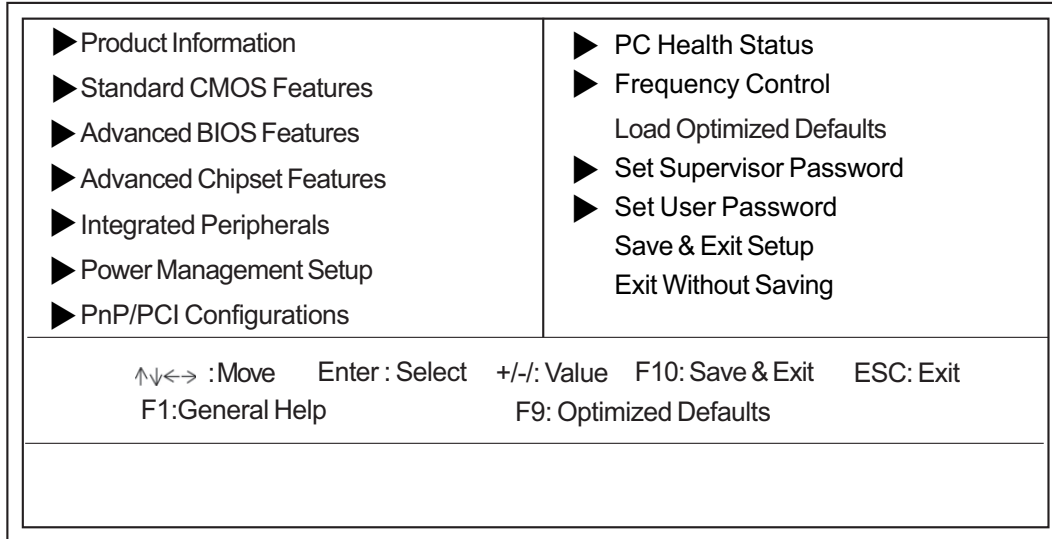 ▶ Product Information
▶ Standard CMOS Features
▶ Advanced BIOS Features
▶ Advanced Chipset Features
▶ Integrated Peripherals
▶ Power Management Setup
▶ PnP/PCI Configurations
▶ PC Health Status
▶ Frequency Control
Load Optimized Defaults
▶ Set Supervisor Password
▶ Set User Password
Save & Exit Setup
Exit Without Saving
↑↓←→ : Move Enter : Select +/-/: Value F10: Save & Exit ESC: Exit
F1:General Help F9: Optimized Defaults